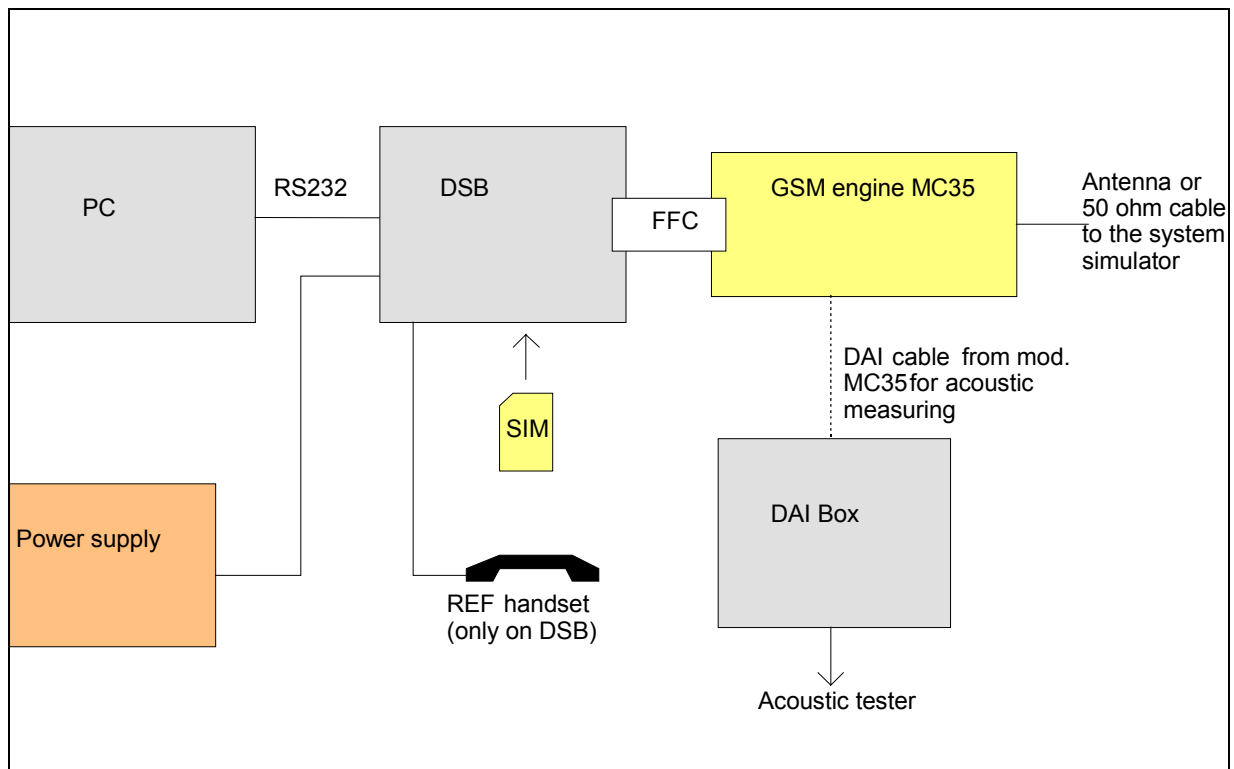 PC
RS232
DSB
FFC
GSM engine MC35
Antenna or
50 ohm cable
to the system
simulator
DAI cable from mod.
MC35for acoustic
measuring
SIM
Power supply
DAI Box
REF handset
(only on DSB)
Acoustic tester